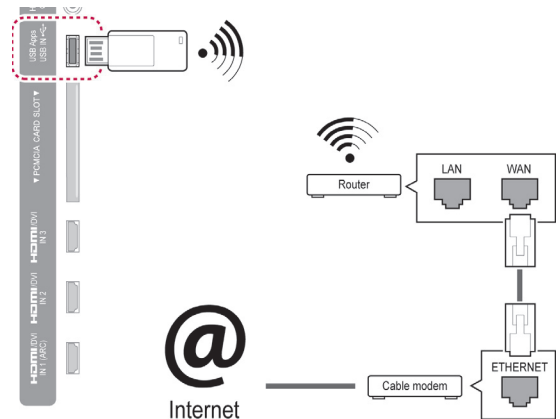 USB Apps
USB IN
▼ PCMCIA CARD SLOT ▼
HDMI/DVI
IN 3
HDMI/DVI
IN 2
HDMI/DVI
IN 1 (ARC)
Router
LAN
WAN
ETHERNET
Cable modem
@
Internet